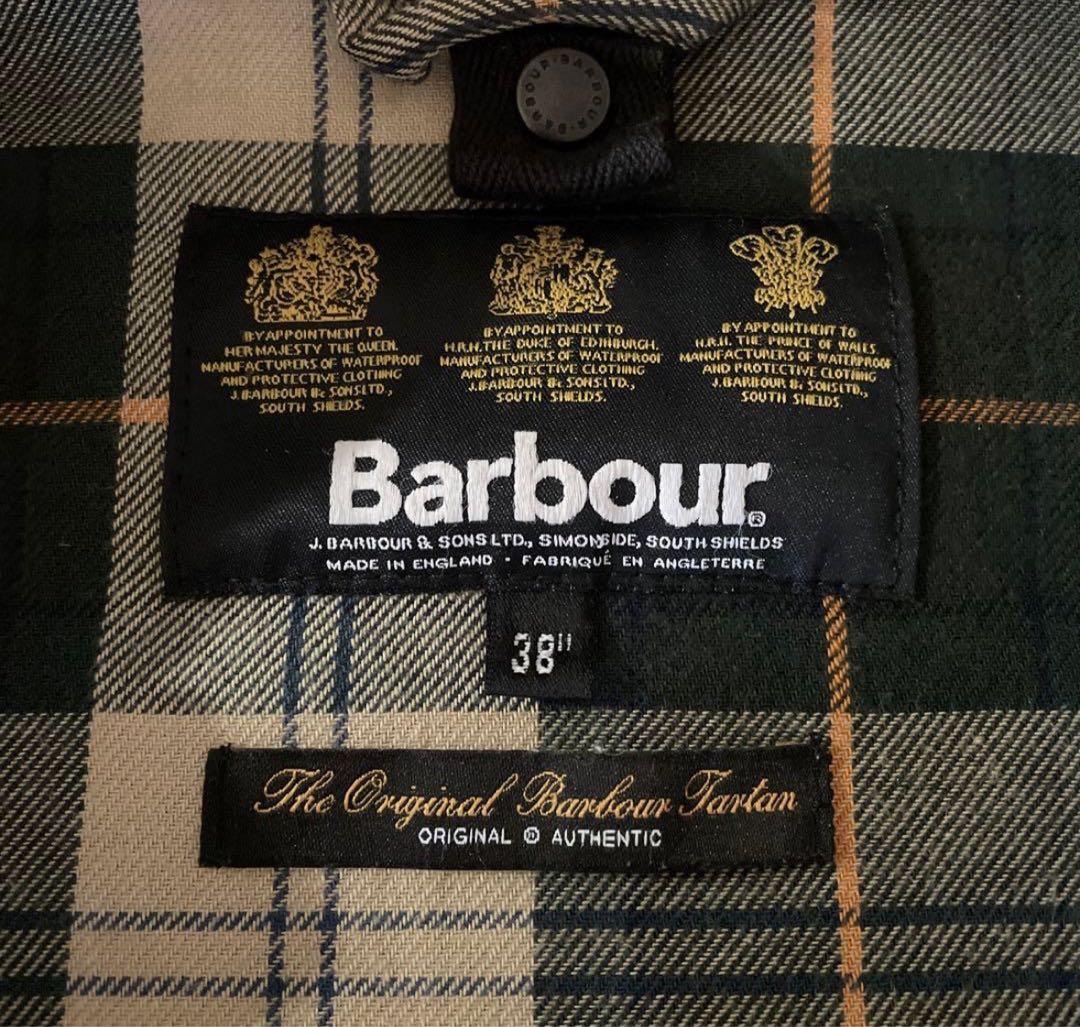 BARBOUR · BARBOUR · BARBOUR
BY APPOINTMENT TO
HER MAJESTY THE QUEEN.
MANUFACTURERS OF WATERPROOF
AND PROTECTIVE CLOTHING
J. BARBOUR & SONS LTD.,
SOUTH SHIELDS.
BY APPOINTMENT TO
H.R.H. THE DUKE OF EDINBURGH.
MANUFACTURERS OF WATERPROOF
AND PROTECTIVE CLOTHING
J. BARBOUR & SONS LTD.,
SOUTH SHIELDS.
BY APPOINTMENT TO
H.R.H. THE PRINCE OF WALES
MANUFACTURERS OF WATERPROOF
AND PROTECTIVE CLOTHING
J. BARBOUR & SONS LTD.,
SOUTH SHIELDS.
Barbour®
J. BARBOUR & SONS LTD., SIMONSIDE, SOUTH SHIELDS
MADE IN ENGLAND · FABRIQUÉ EN ANGLETERRE
38"
The Original Barbour Tartan
ORIGINAL ® AUTHENTIC